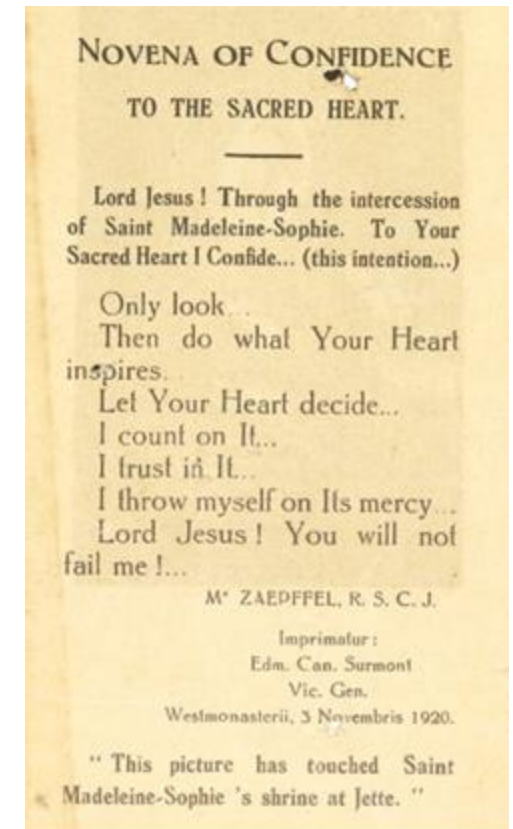 NOVENA OF CONFIDENCE
TO THE SACRED HEART.
Lord Jesus ! Through the intercession
of Saint Madeleine-Sophie. To Your
Sacred Heart I Confide... (this intention...)
Only look...
Then do what Your Heart
inspires...
Let Your Heart decide...
I count on It...
I trust in It...
I throw myself on Its mercy...
Lord Jesus ! You will not
fail me !...
Mᵉ ZAEPFFEL, R. S. C. J.
Imprimatur :
Edm. Can. Surmont
Vic. Gen.
Westmonasterii, 3 Novembris 1920.
" This picture has touched Saint
Madeleine-Sophie 's shrine at Jette. "